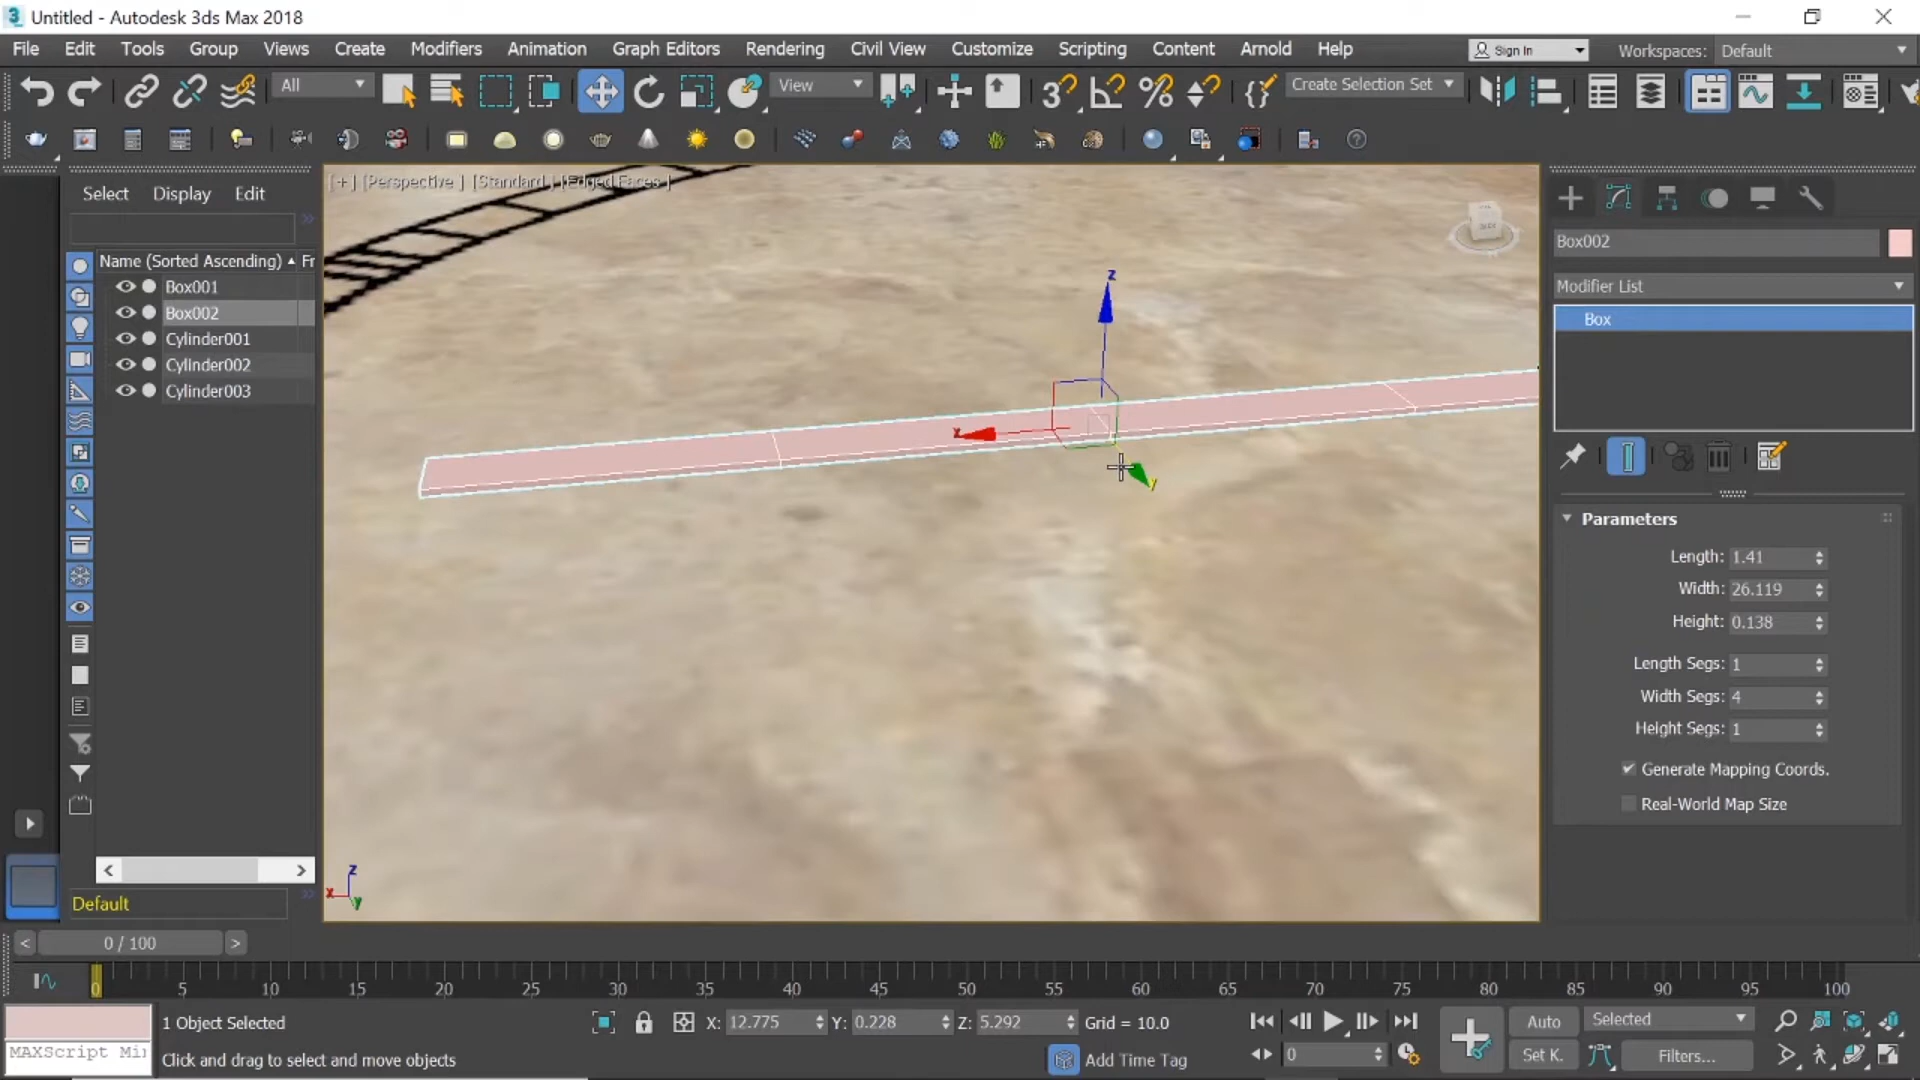 Untitled - Autodesk 3ds Max 2018
File Edit Tools Group Views Create Modifiers Animation Graph Editors Rendering Civil View Customize Scripting Content Arnold Help Sign In Workspaces: Default
All View 3 Create Selection Set
Select Display Edit
[+] [Perspective] [Standard] [Edged Faces]
Name (Sorted Ascending) Fr
Box001
Box002
Cylinder001
Cylinder002
Cylinder003
z
x
y
z
x
y
Default
Box002
Modifier List
Box
Parameters
Length: 1.41
Width: 26.119
Height: 0.138
Length Segs: 1
Width Segs: 4
Height Segs: 1
Generate Mapping Coords.
Real-World Map Size
< 0 / 100 >
0 5 10 15 20 25 30 35 40 45 50 55 60 65 70 75 80 85 90 95 100
1 Object Selected X: 12.775 Y: 0.228 Z: 5.292 Grid = 10.0 Auto Selected
MAXScript Mi Click and drag to select and move objects Add Time Tag 0 Set K. Filters...